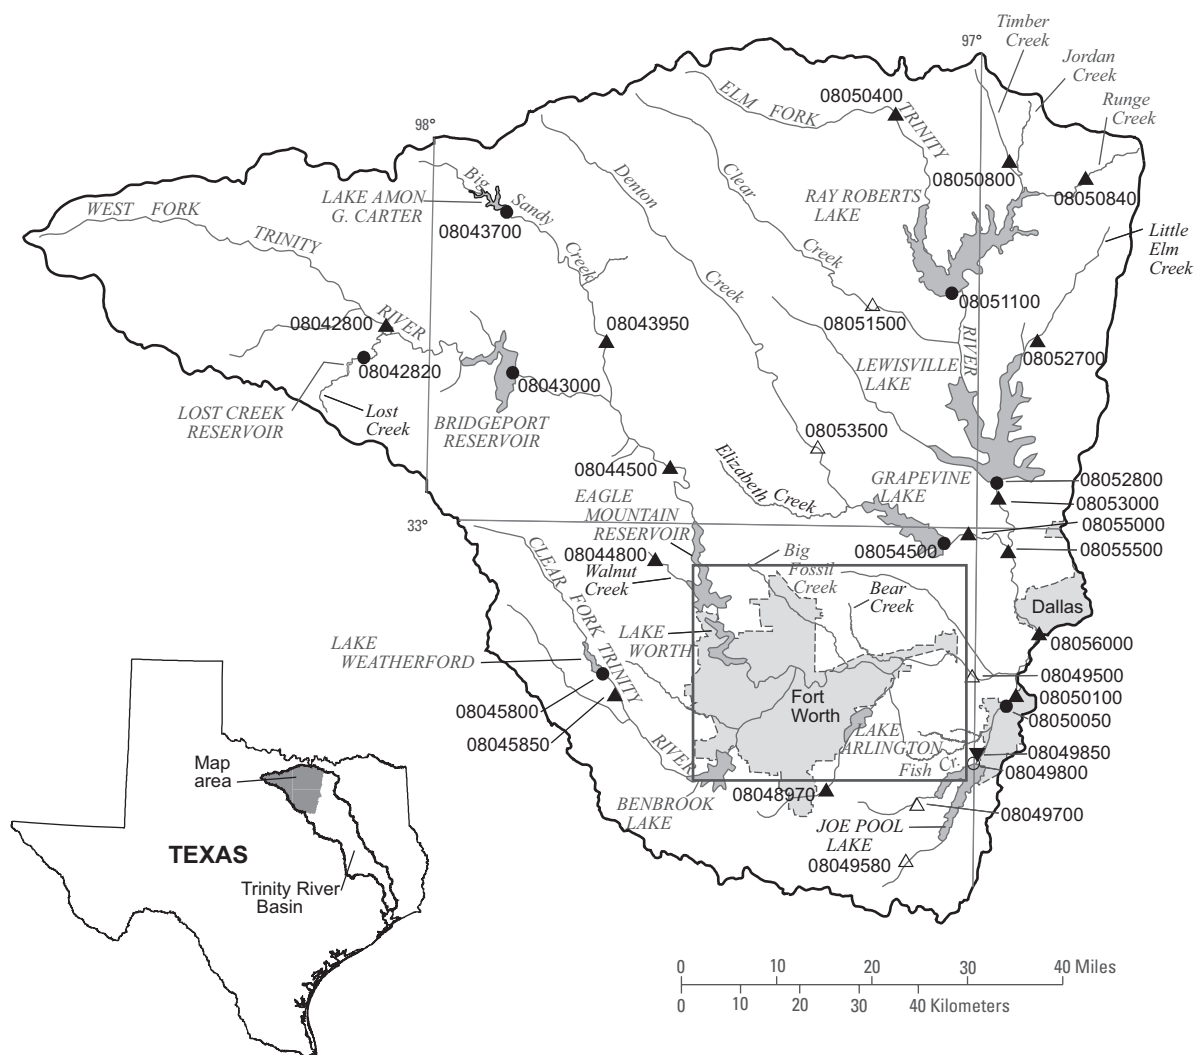 Timber
Creek
97°
Jordan
Creek
Runge
Creek
ELM FORK
08050400
TRINITY
98°
Big
Sandy
Creek
LAKE AMON
G. CARTER
08043700
Denton
Creek
Clear
Creek
RAY ROBERTS
LAKE
08050800
08050840
Little
Elm
Creek
WEST FORK
TRINITY
RIVER
08042800
08042820
LOST CREEK
RESERVOIR
Lost
Creek
08043950
08043000
BRIDGEPORT
RESERVOIR
08051500
08051100
RIVER
LEWISVILLE
LAKE
08052700
08053500
08044500
Elizabeth Creek
GRAPEVINE
LAKE
08052800
08053000
08055000
08055500
33°
EAGLE
MOUNTAIN
RESERVOIR
08054500
08044800
Walnut
Creek
Big
Fossil
Creek
Bear
Creek
Dallas
CLEAR FORK TRINITY
RIVER
LAKE
WORTH
08056000
LAKE
WEATHERFORD
08049500
08050100
08050050
Fort
Worth
08045800
08045850
LAKE
ARLINGTON
Fish Cr.
08049850
08049800
BENBROOK
LAKE
08048970
08049700
JOE POOL
LAKE
08049580
Map
area
TEXAS
Trinity River
Basin
0 10 20 30 40 Miles
0 10 20 30 40 Kilometers